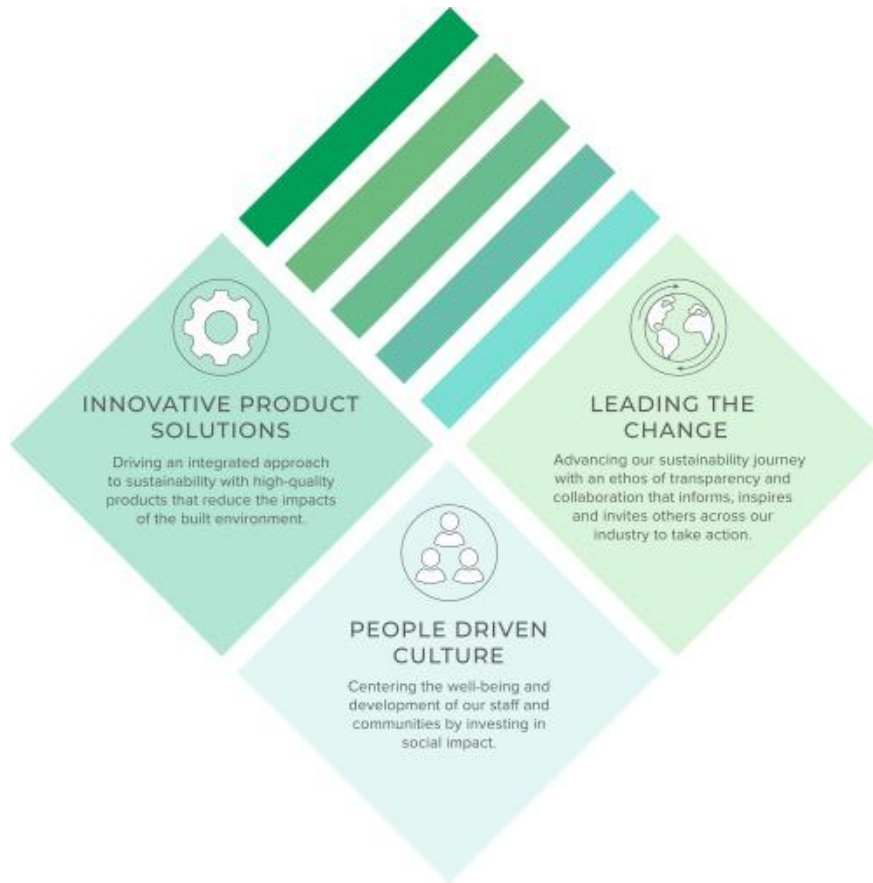 INNOVATIVE PRODUCT
SOLUTIONS
Driving an integrated approach
to sustainability with high-quality
products that reduce the impacts
of the built environment.
LEADING THE
CHANGE
Advancing our sustainability journey
with an ethos of transparency and
collaboration that informs, inspires
and invites others across our
industry to take action.
PEOPLE DRIVEN
CULTURE
Centering the well-being and
development of our staff and
communities by investing in
social impact.